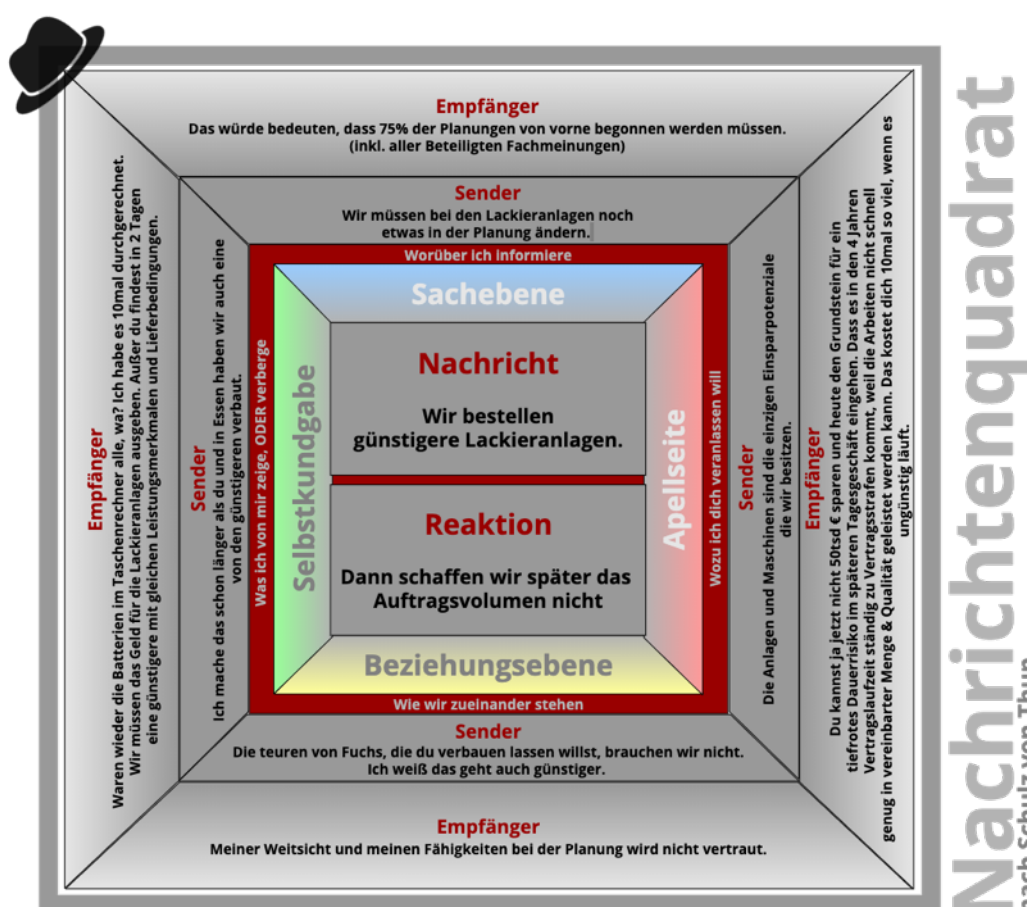 Empfänger
Das würde bedeuten, dass 75% der Planungen von vorne begonnen werden müssen.
(inkl. aller Beteiligten Fachmeinungen)
Sender
Wir müssen bei den Lackieranlagen noch
etwas in der Planung ändern.
Worüber ich informiere
Sachebene
Empfänger
Waren wieder die Batterien im Taschenrechner alle, wa? Ich habe es 10mal durchgerechnet.
Wir müssen das Geld für die Lackieranlagen ausgeben. Außer du findest in 2 Tagen
eine günstigere mit gleichen Leistungsmerkmalen und Lieferbedingungen.
Sender
Ich mache das schon länger als du und in Essen haben wir auch eine
von den günstigeren verbaut.
Was ich von mir zeige, ODER verberge
Selbstkundgabe
Nachricht
Wir bestellen
günstigere Lackieranlagen.
Reaktion
Dann schaffen wir später das
Auftragsvolumen nicht
Apellseite
Wozu ich dich veranlassen will
Sender
Die Anlagen und Maschinen sind die einzigen Einsparpotenziale
die wir besitzen.
Empfänger
Du kannst ja jetzt nicht 50tsd € sparen und heute den Grundstein für ein
tiefrotes Dauerrisiko im späteren Tagesgeschäft eingehen. Dass es in den 4 Jahren
Vertragslaufzeit ständig zu Vertragsstrafen kommt, weil die Arbeiten nicht schnell
genug in vereinbarter Menge & Qualität geleistet werden kann. Das kostet dich 10mal so viel, wenn es
ungünstig läuft.
Beziehungsebene
Wie wir zueinander stehen
Sender
Die teuren von Fuchs, die du verbauen lassen willst, brauchen wir nicht.
Ich weiß das geht auch günstiger.
Empfänger
Meiner Weitsicht und meinen Fähigkeiten bei der Planung wird nicht vertraut.
Nachrichtenquadrat
nach Schulz von Thun